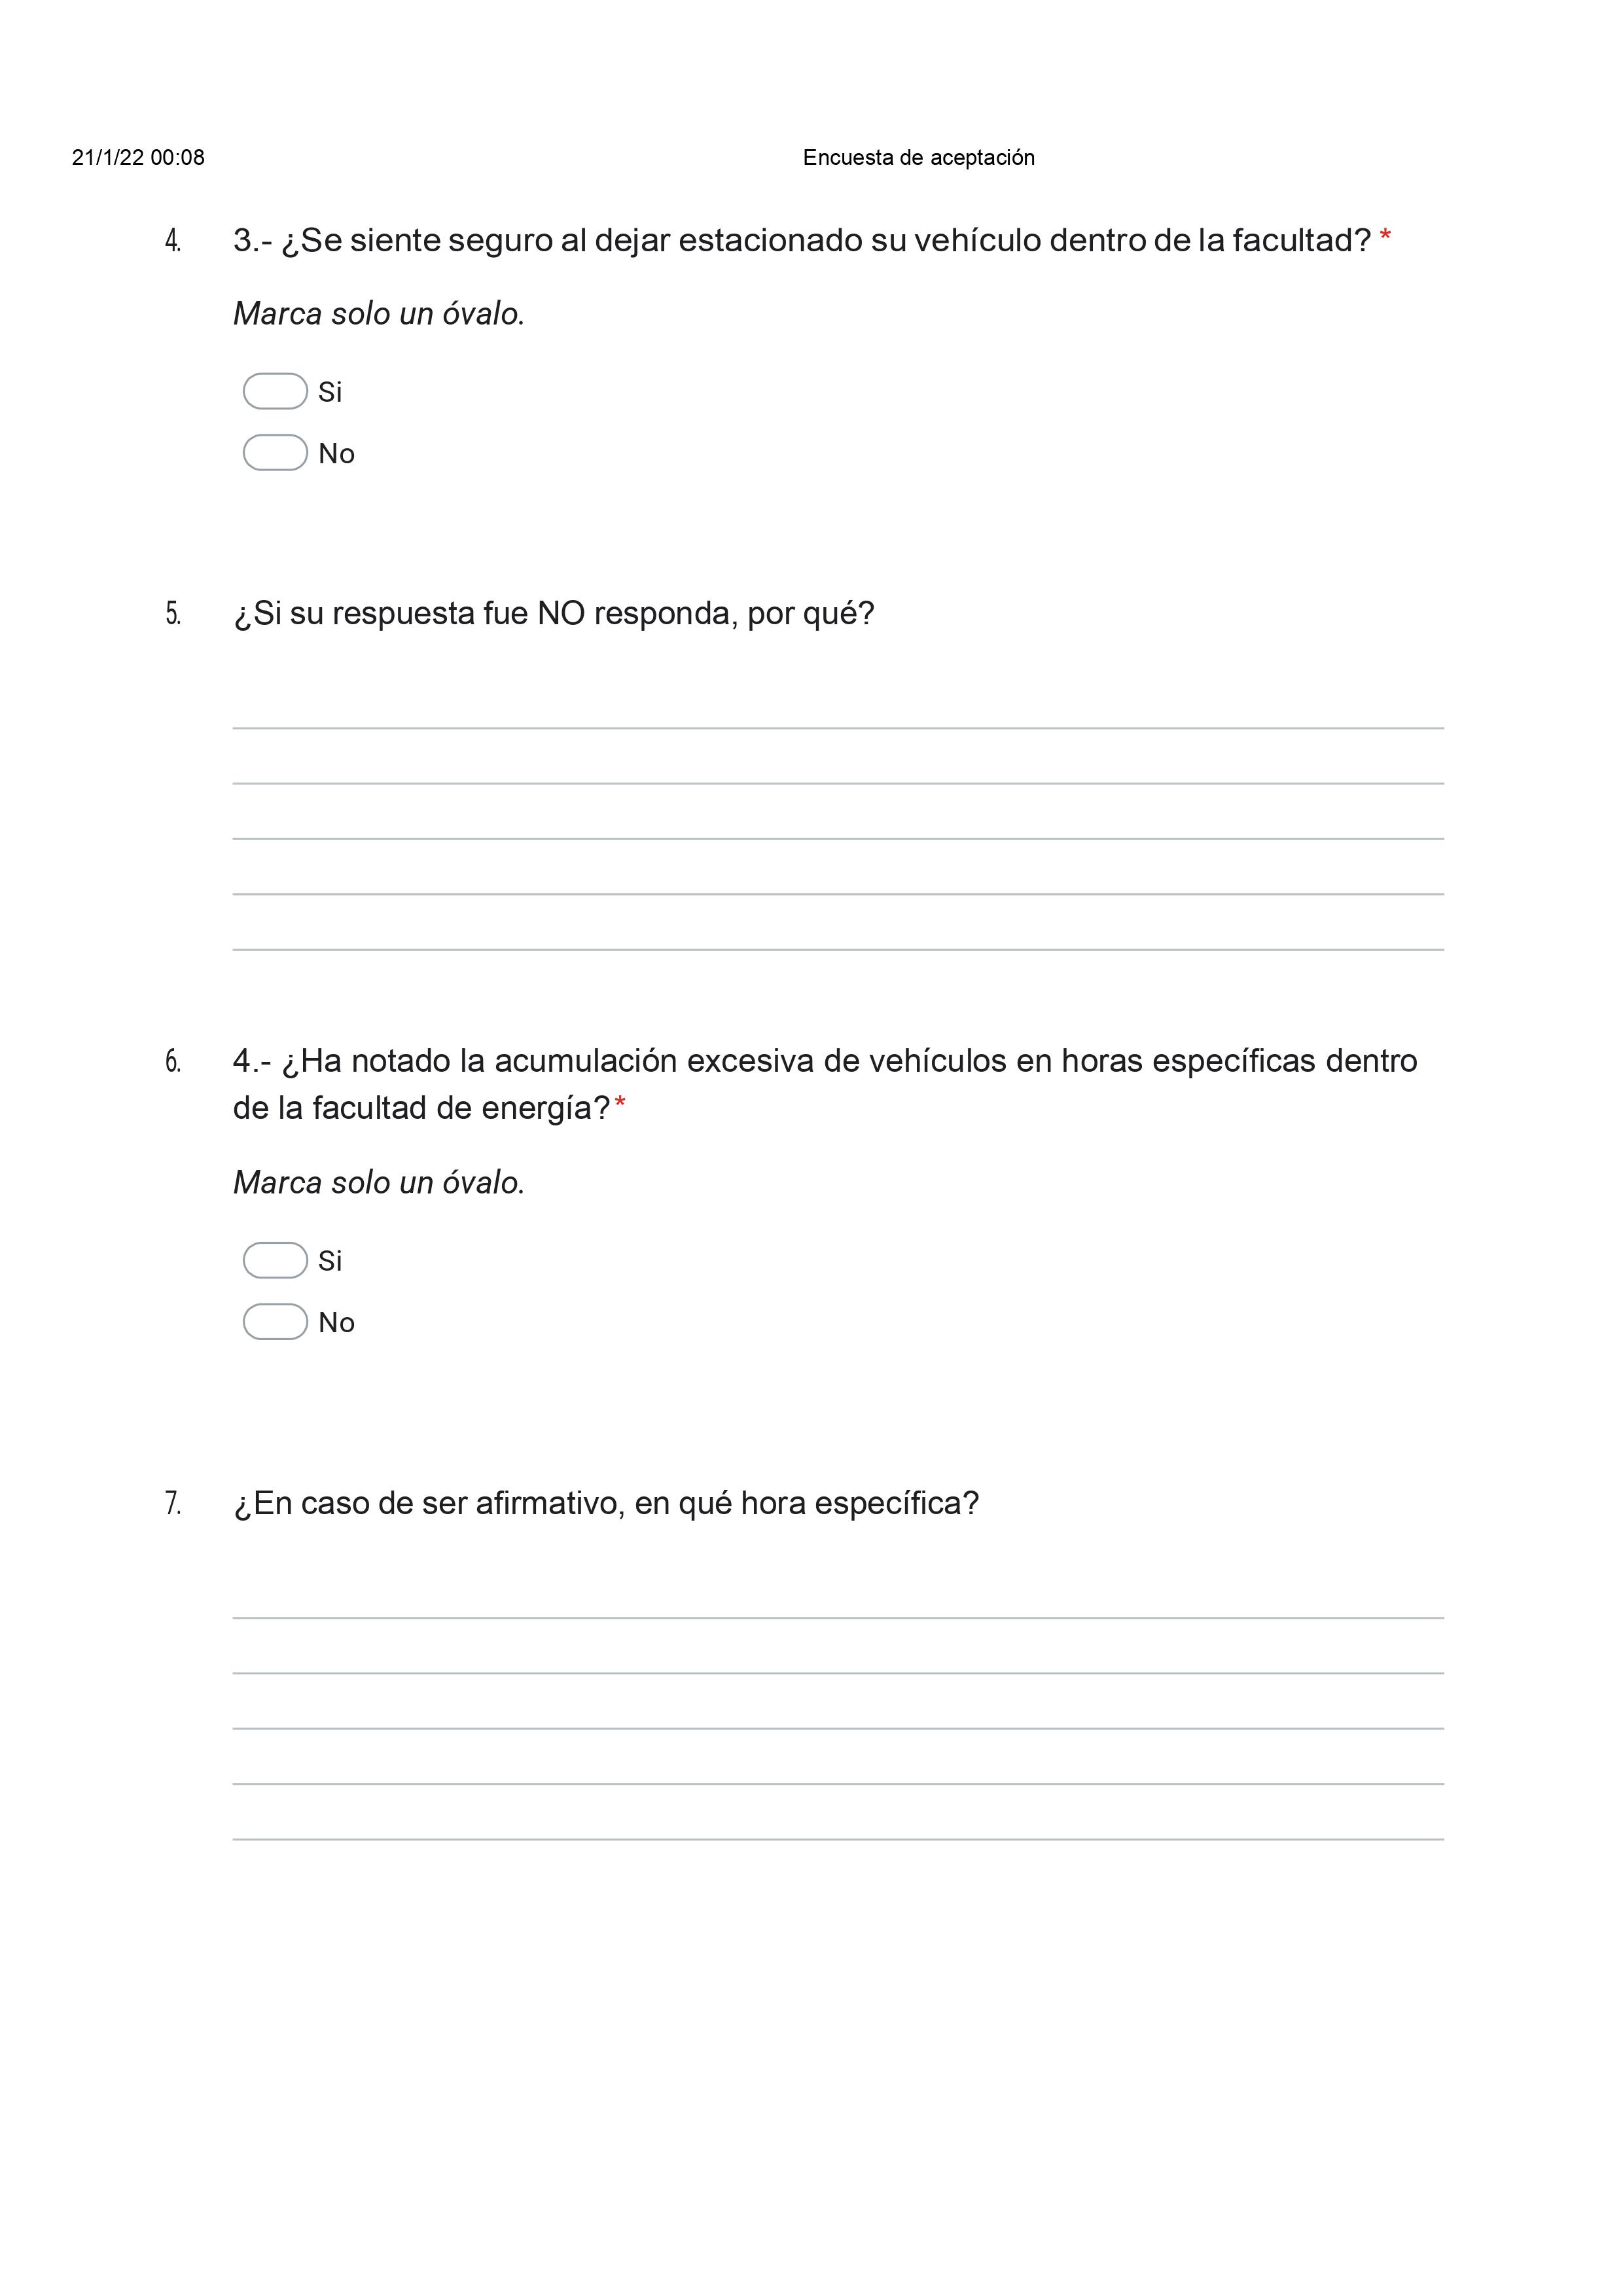 21/1/22 00:08 Encuesta de aceptación
4. 3.- ¿Se siente seguro al dejar estacionado su vehículo dentro de la facultad? *
Marca solo un óvalo.
Si
No
5. ¿Si su respuesta fue NO responda, por qué?
6. 4.- ¿Ha notado la acumulación excesiva de vehículos en horas específicas dentro
de la facultad de energía? *
Marca solo un óvalo.
Si
No
7. ¿En caso de ser afirmativo, en qué hora específica?